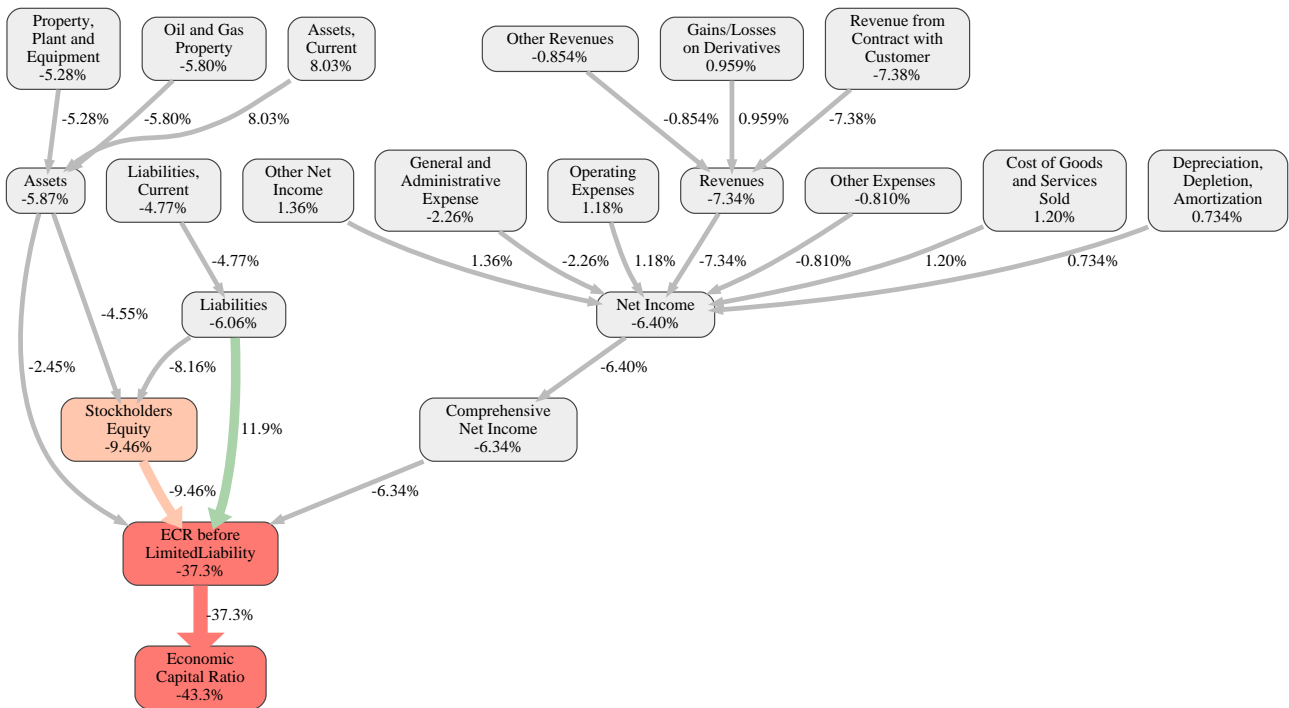 Property,
Plant and
Equipment
-5.28%
Oil and Gas
Property
-5.80%
Assets,
Current
8.03%
Other Revenues
-0.854%
Gains/Losses
on Derivatives
0.959%
Revenue from
Contract with
Customer
-7.38%
-5.28%
-5.80%
8.03%
-0.854%
0.959%
-7.38%
Assets
-5.87%
Liabilities,
Current
-4.77%
Other Net
Income
1.36%
General and
Administrative
Expense
-2.26%
Operating
Expenses
1.18%
Revenues
-7.34%
Other Expenses
-0.810%
Cost of Goods
and Services
Sold
1.20%
Depreciation,
Depletion,
Amortization
0.734%
-4.77%
1.36%
-2.26%
1.18%
-7.34%
-0.810%
1.20%
0.734%
-4.55%
Liabilities
-6.06%
Net Income
-6.40%
-2.45%
-8.16%
-6.40%
Stockholders
Equity
-9.46%
11.9%
Comprehensive
Net Income
-6.34%
-9.46%
-6.34%
ECR before
LimitedLiability
-37.3%
-37.3%
Economic
Capital Ratio
-43.3%